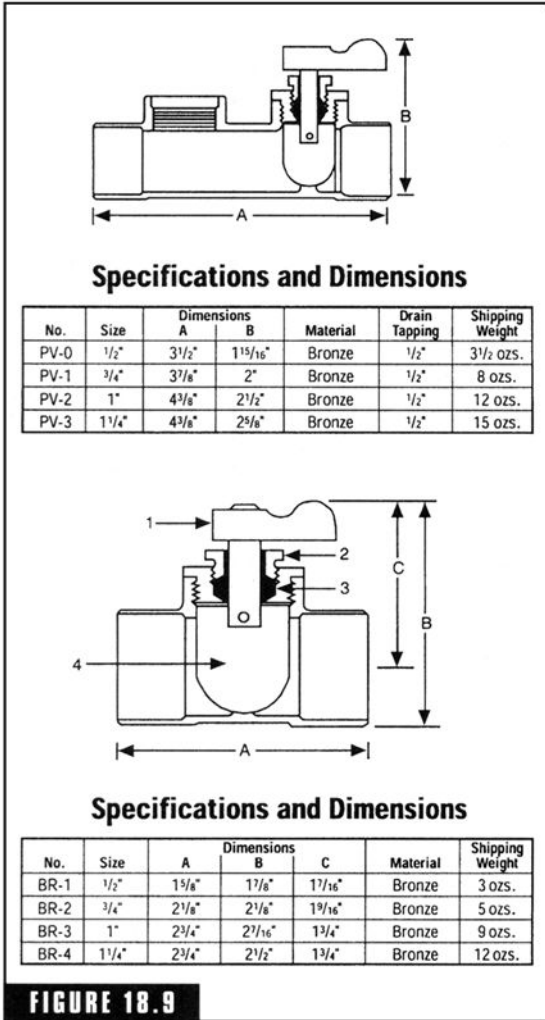 B
A
Specifications and Dimensions
Dimensions Drain Shipping
No. Size A B Material Tapping Weight
PV-0 1/2" 3 1/2" 1 15/16" Bronze 1/2" 3 1/2 ozs.
PV-1 3/4" 3 7/8" 2" Bronze 1/2" 8 ozs.
PV-2 1" 4 3/8" 2 1/2" Bronze 1/2" 12 ozs.
PV-3 1 1/4" 4 3/8" 2 5/8" Bronze 1/2" 15 ozs.
1
2
3
C
B
4
A
Specifications and Dimensions
Dimensions Shipping
No. Size A B C Material Weight
BR-1 1/2" 1 5/8" 1 7/8" 1 7/16" Bronze 3 ozs.
BR-2 3/4" 2 1/8" 2 1/8" 1 9/16" Bronze 5 ozs.
BR-3 1" 2 3/4" 2 7/16" 1 3/4" Bronze 9 ozs.
BR-4 1 1/4" 2 3/4" 2 1/2" 1 3/4" Bronze 12 ozs.
FIGURE 18.9